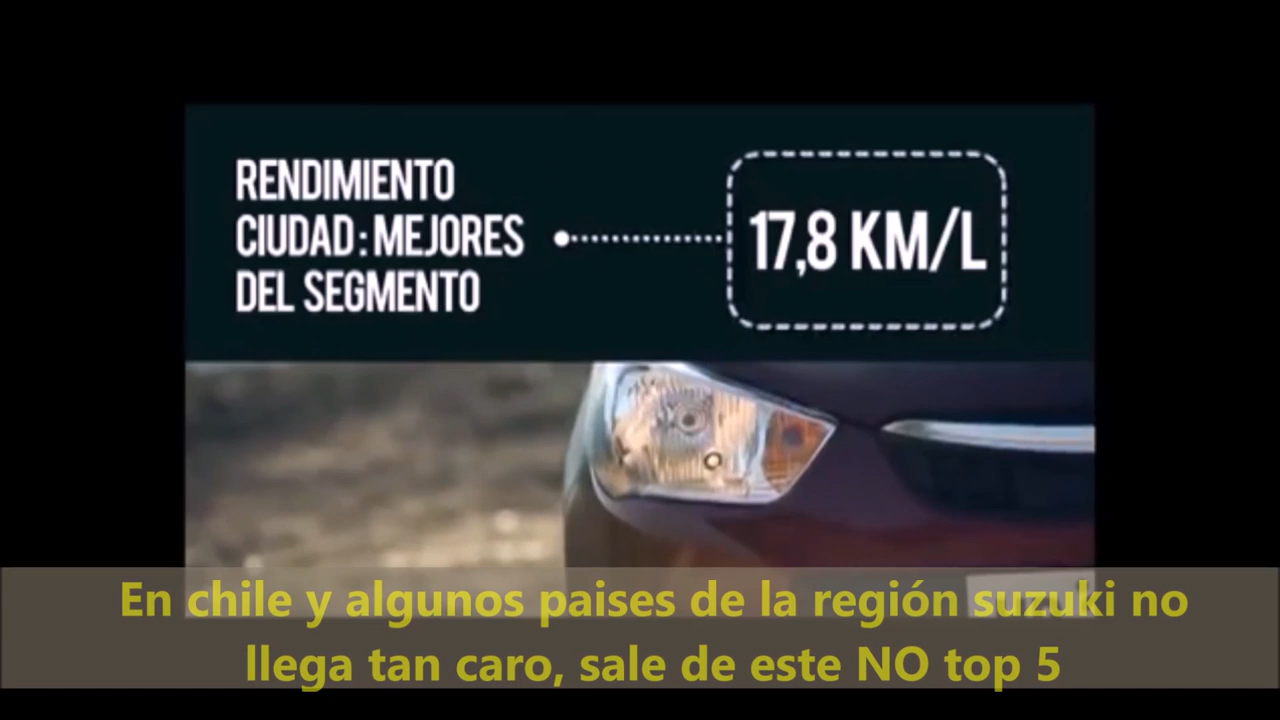 RENDIMIENTO
CIUDAD : MEJORES
DEL SEGMENTO
17,8 KM/L
En chile y algunos paises de la región suzuki no
llega tan caro, sale de este NO top 5